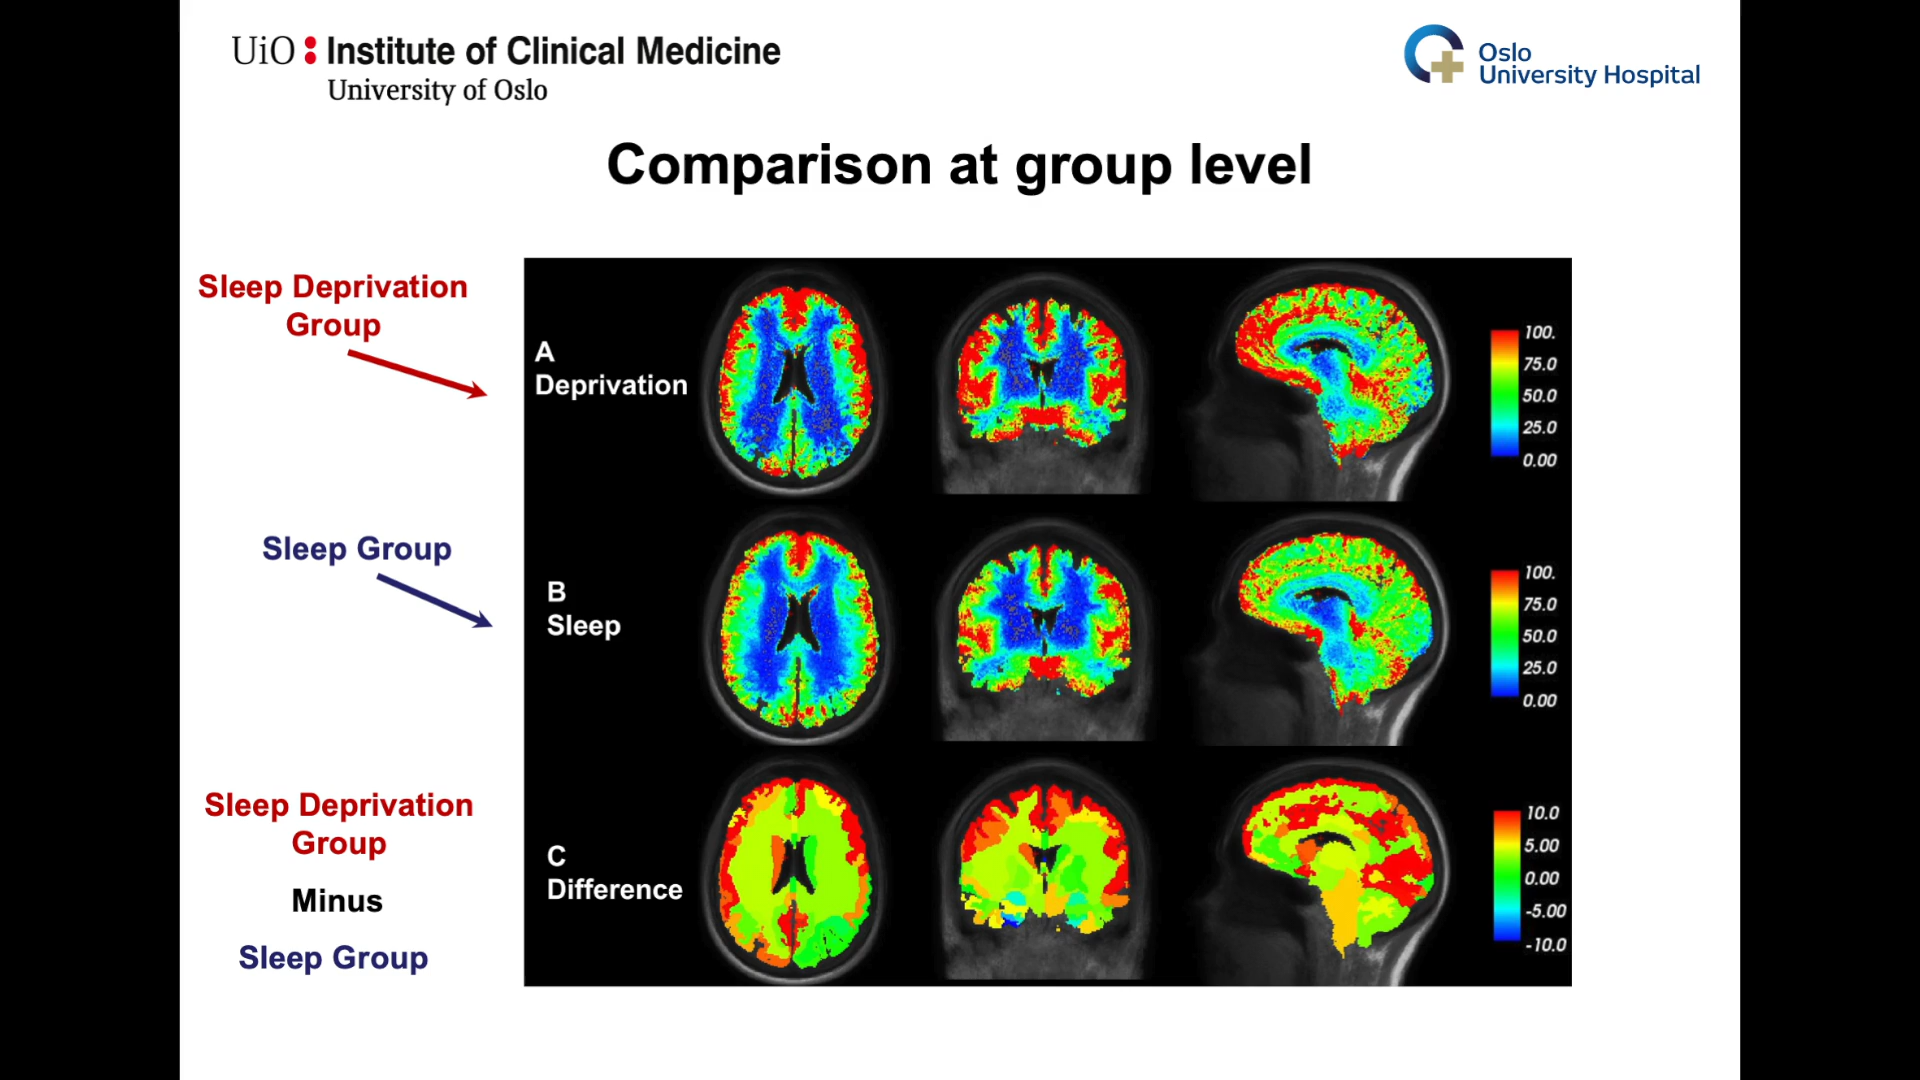 UiO : Institute of Clinical Medicine
University of Oslo
Oslo
University Hospital
Comparison at group level
Sleep Deprivation
Group
A
Deprivation
100.
75.0
50.0
25.0
0.00
Sleep Group
B
Sleep
100.
75.0
50.0
25.0
0.00
Sleep Deprivation
Group
Minus
Sleep Group
C
Difference
10.0
5.00
0.00
-5.00
-10.0